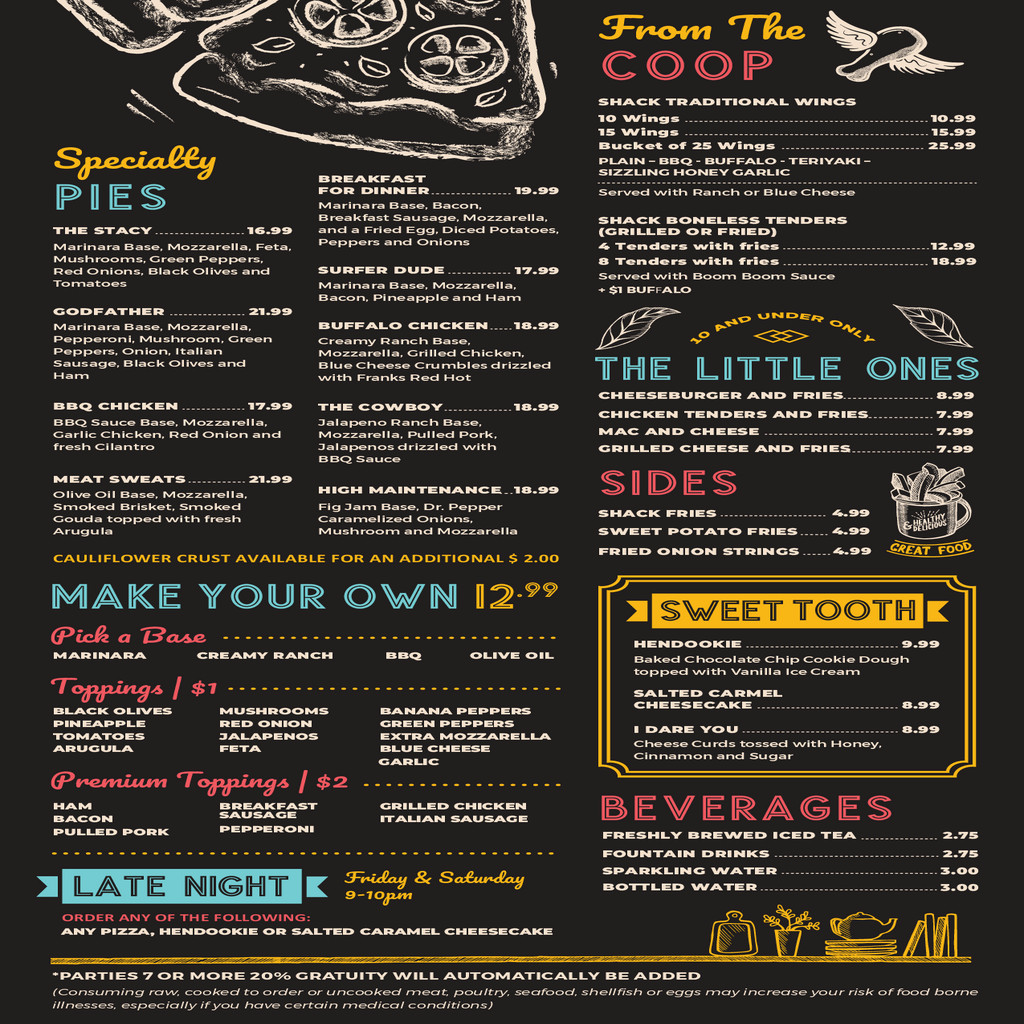 Specialty
PIES
THE STACY 16.99
Marinara Base, Mozzarella, Feta,
Mushrooms, Green Peppers,
Red Onions, Black Olives and
Tomatoes
GODFATHER 21.99
Marinara Base, Mozzarella,
Pepperoni, Mushroom, Green
Peppers, Onion, Italian
Sausage, Black Olives and
Ham
BBQ CHICKEN 17.99
BBQ Sauce Base, Mozzarella,
Garlic Chicken, Red Onion and
fresh Cilantro
MEAT SWEATS 21.99
Olive Oil Base, Mozzarella,
Smoked Brisket, Smoked
Gouda topped with fresh
Arugula
BREAKFAST
FOR DINNER 19.99
Marinara Base, Bacon,
Breakfast Sausage, Mozzarella,
and a Fried Egg, Diced Potatoes,
Peppers and Onions
SURFER DUDE 17.99
Marinara Base, Mozzarella,
Bacon, Pineapple and Ham
BUFFALO CHICKEN 18.99
Creamy Ranch Base,
Mozzarella, Grilled Chicken,
Blue Cheese Crumbles drizzled
with Franks Red Hot
THE COWBOY 18.99
Jalapeno Ranch Base,
Mozzarella, Pulled Pork,
Jalapenos drizzled with
BBQ Sauce
HIGH MAINTENANCE 18.99
Fig Jam Base, Dr. Pepper
Caramelized Onions,
Mushroom and Mozzarella
CAULIFLOWER CRUST AVAILABLE FOR AN ADDITIONAL $ 2.00
MAKE YOUR OWN 12.99
Pick a Base
MARINARA CREAMY RANCH BBQ OLIVE OIL
Toppings / $1
BLACK OLIVES MUSHROOMS BANANA PEPPERS
PINEAPPLE RED ONION GREEN PEPPERS
TOMATOES JALAPENOS EXTRA MOZZARELLA
ARUGULA FETA BLUE CHEESE
GARLIC
Premium Toppings / $2
HAM BREAKFAST GRILLED CHICKEN
BACON SAUSAGE ITALIAN SAUSAGE
PULLED PORK PEPPERONI
LATE NIGHT Friday & Saturday
9-10pm
ORDER ANY OF THE FOLLOWING:
ANY PIZZA, HENDOOKIE OR SALTED CARAMEL CHEESECAKE
From The
COOP
SHACK TRADITIONAL WINGS
10 Wings 10.99
15 Wings 15.99
Bucket of 25 Wings 25.99
PLAIN – BBQ - BUFFALO - TERIYAKI –
SIZZLING HONEY GARLIC
Served with Ranch or Blue Cheese
SHACK BONELESS TENDERS
(GRILLED OR FRIED)
4 Tenders with fries 12.99
8 Tenders with fries 18.99
Served with Boom Boom Sauce
+ $1 BUFFALO
10 AND UNDER ONLY
THE LITTLE ONES
CHEESEBURGER AND FRIES 8.99
CHICKEN TENDERS AND FRIES 7.99
MAC AND CHEESE 7.99
GRILLED CHEESE AND FRIES 7.99
SIDES
SHACK FRIES 4.99
SWEET POTATO FRIES 4.99
FRIED ONION STRINGS 4.99
HEALTHY
& DELICIOUS
GREAT FOOD
SWEET TOOTH
HENDOOKIE 9.99
Baked Chocolate Chip Cookie Dough
topped with Vanilla Ice Cream
SALTED CARMEL
CHEESECAKE 8.99
I DARE YOU 8.99
Cheese Curds tossed with Honey,
Cinnamon and Sugar
BEVERAGES
FRESHLY BREWED ICED TEA 2.75
FOUNTAIN DRINKS 2.75
SPARKLING WATER 3.00
BOTTLED WATER 3.00
*PARTIES 7 OR MORE 20% GRATUITY WILL AUTOMATICALLY BE ADDED
(Consuming raw, cooked to order or uncooked meat, poultry, seafood, shellfish or eggs may increase your risk of food borne
illnesses, especially if you have certain medical conditions)